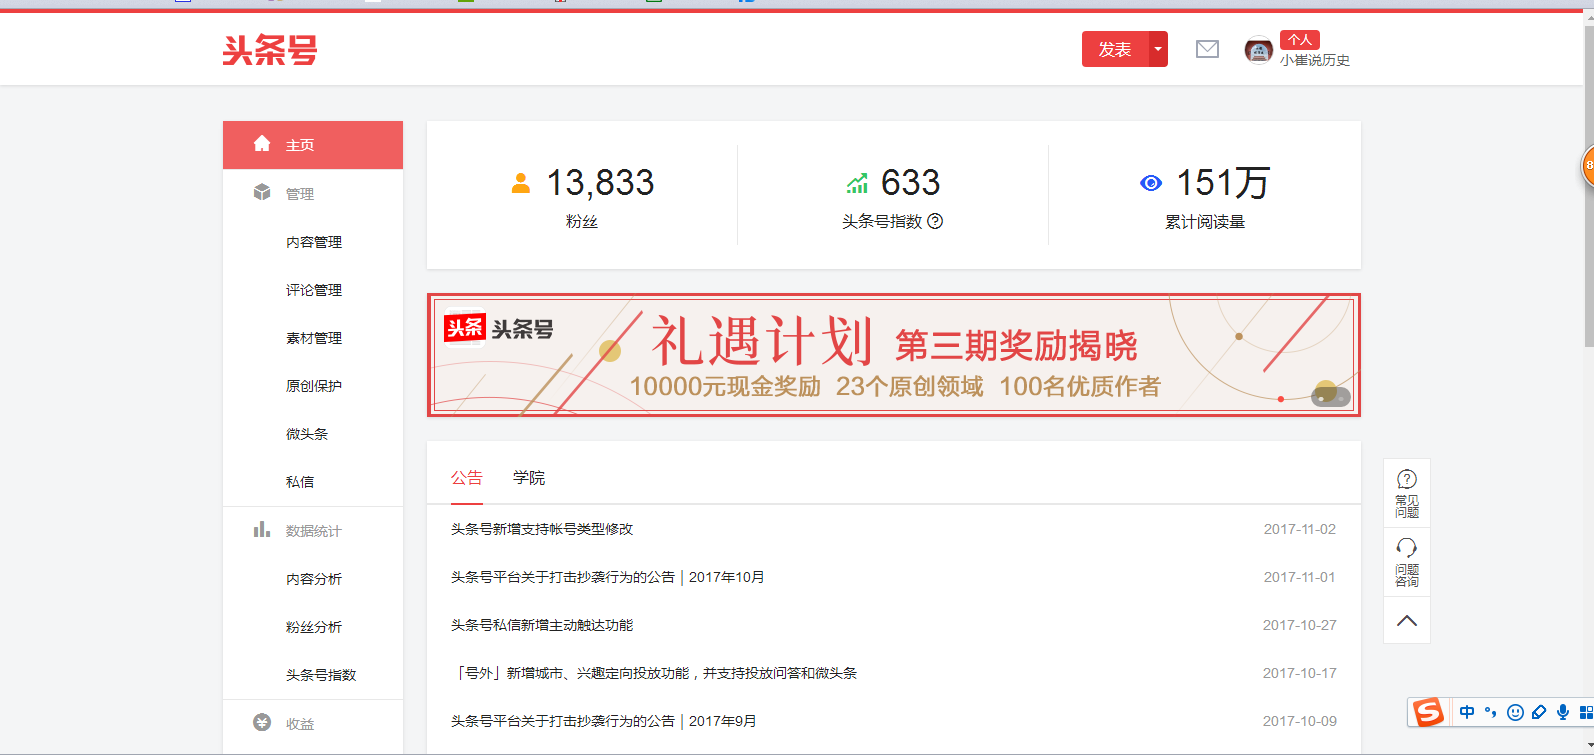 头条号
发表
个人
小崔说历史
主页
管理
内容管理
评论管理
素材管理
原创保护
微头条
私信
数据统计
内容分析
粉丝分析
头条号指数
收益
13,833
粉丝
633
头条号指数 ?
151万
累计阅读量
头条 头条号
礼遇计划 第三期奖励揭晓
10000元现金奖励 23个原创领域 100名优质作者
公告 学院
头条号新增支持帐号类型修改 2017-11-02
头条号平台关于打击抄袭行为的公告 | 2017年10月 2017-11-01
头条号私信新增主动触达功能 2017-10-27
「号外」新增城市、兴趣定向投放功能，并支持投放问答和微头条 2017-10-17
头条号平台关于打击抄袭行为的公告 | 2017年9月 2017-10-09
常见
问题
问题
咨询
8
S 中